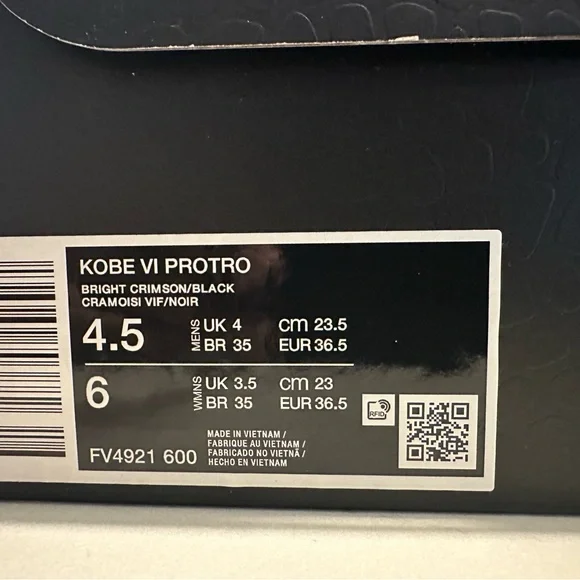 KOBE VI PROTRO
BRIGHT CRIMSON/BLACK
CRAMOISI VIF/NOIR
4.5 MENS UK 4 cm 23.5
BR 35 EUR 36.5
6 WMNS UK 3.5 cm 23
BR 35 EUR 36.5
RFID
FV4921 600
MADE IN VIETNAM /
FABRIQUE AU VIETNAM /
FABRICADO NO VIETNÃ /
HECHO EN VIETNAM